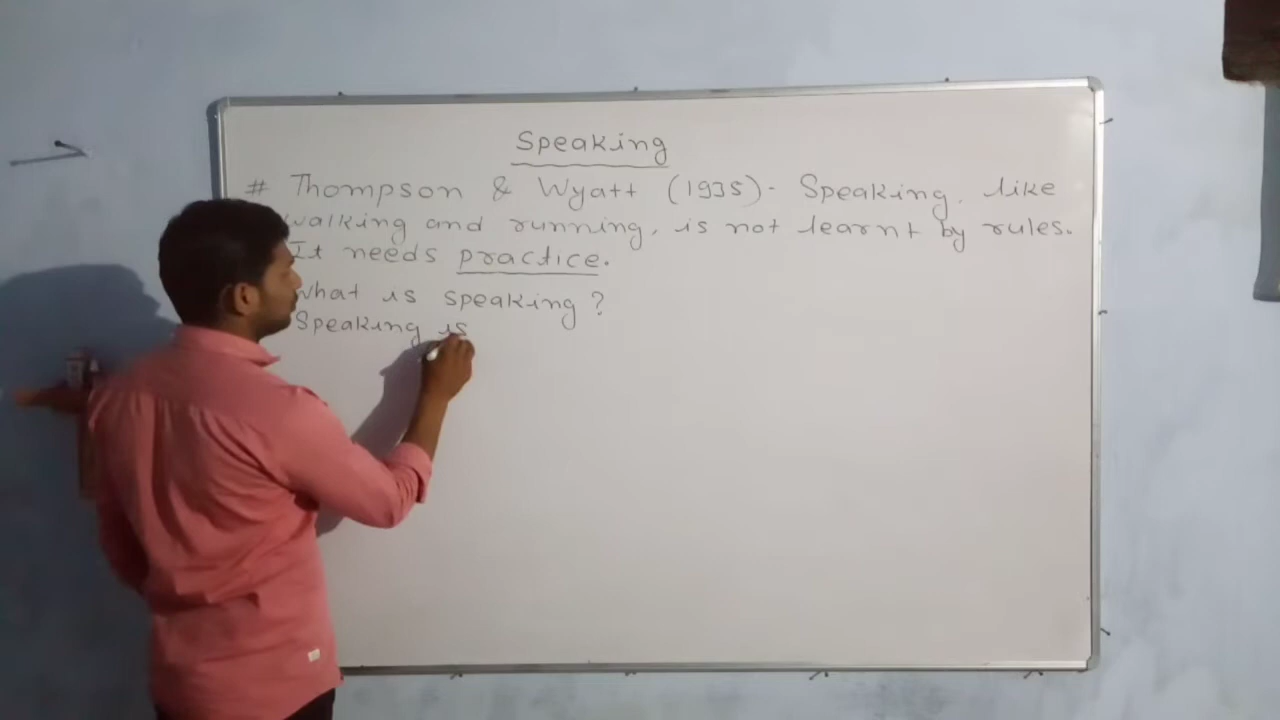 Speaking
# Thompson & Wyatt (1935)- Speaking, like
walking and running, is not learnt by rules.
It needs practice.
What is speaking?
Speaking is